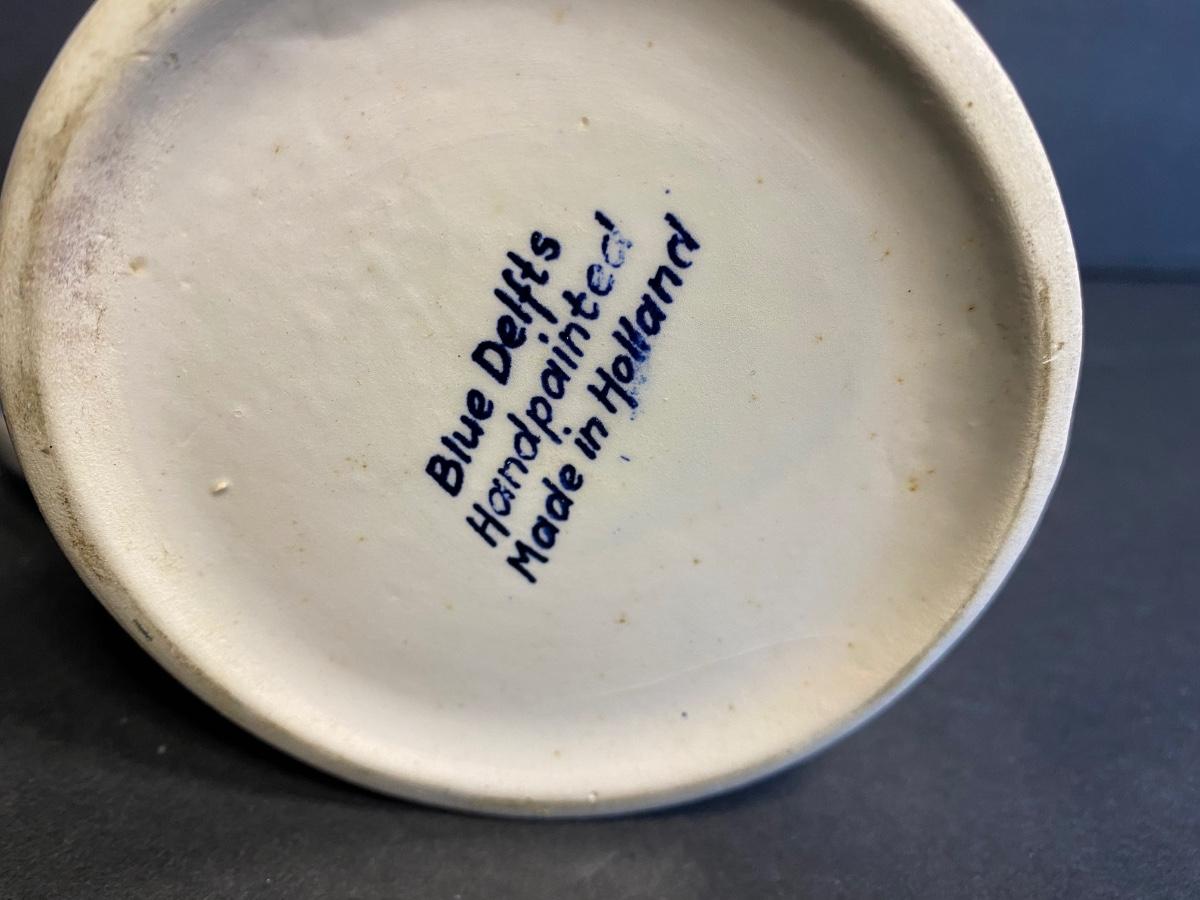 Blue Delfts
Handpainted
Made in Holland